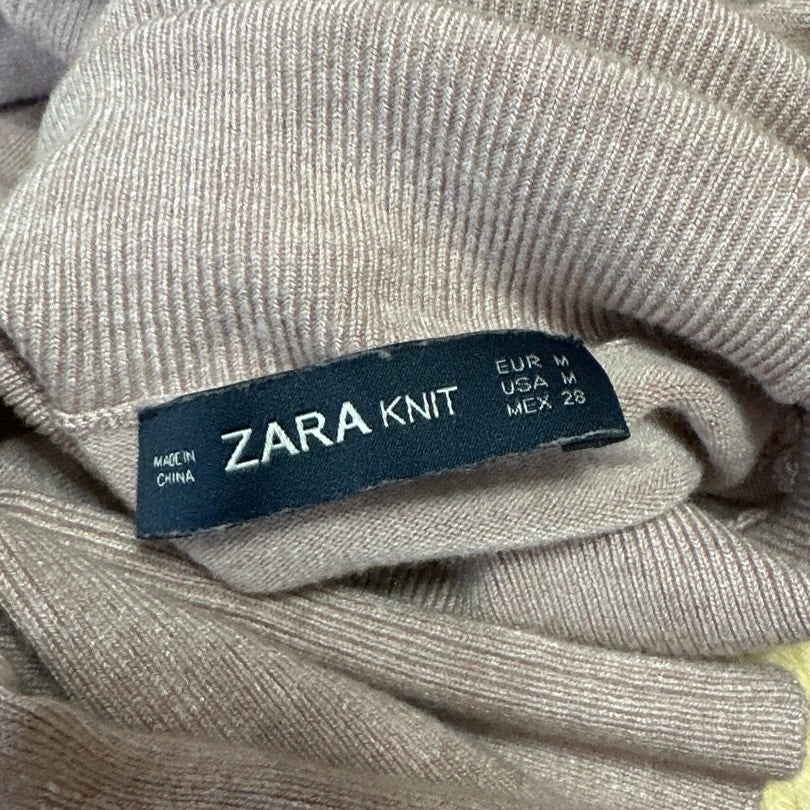 MADE IN
CHINA
ZARA KNIT
EUR M
USA M
MEX 28